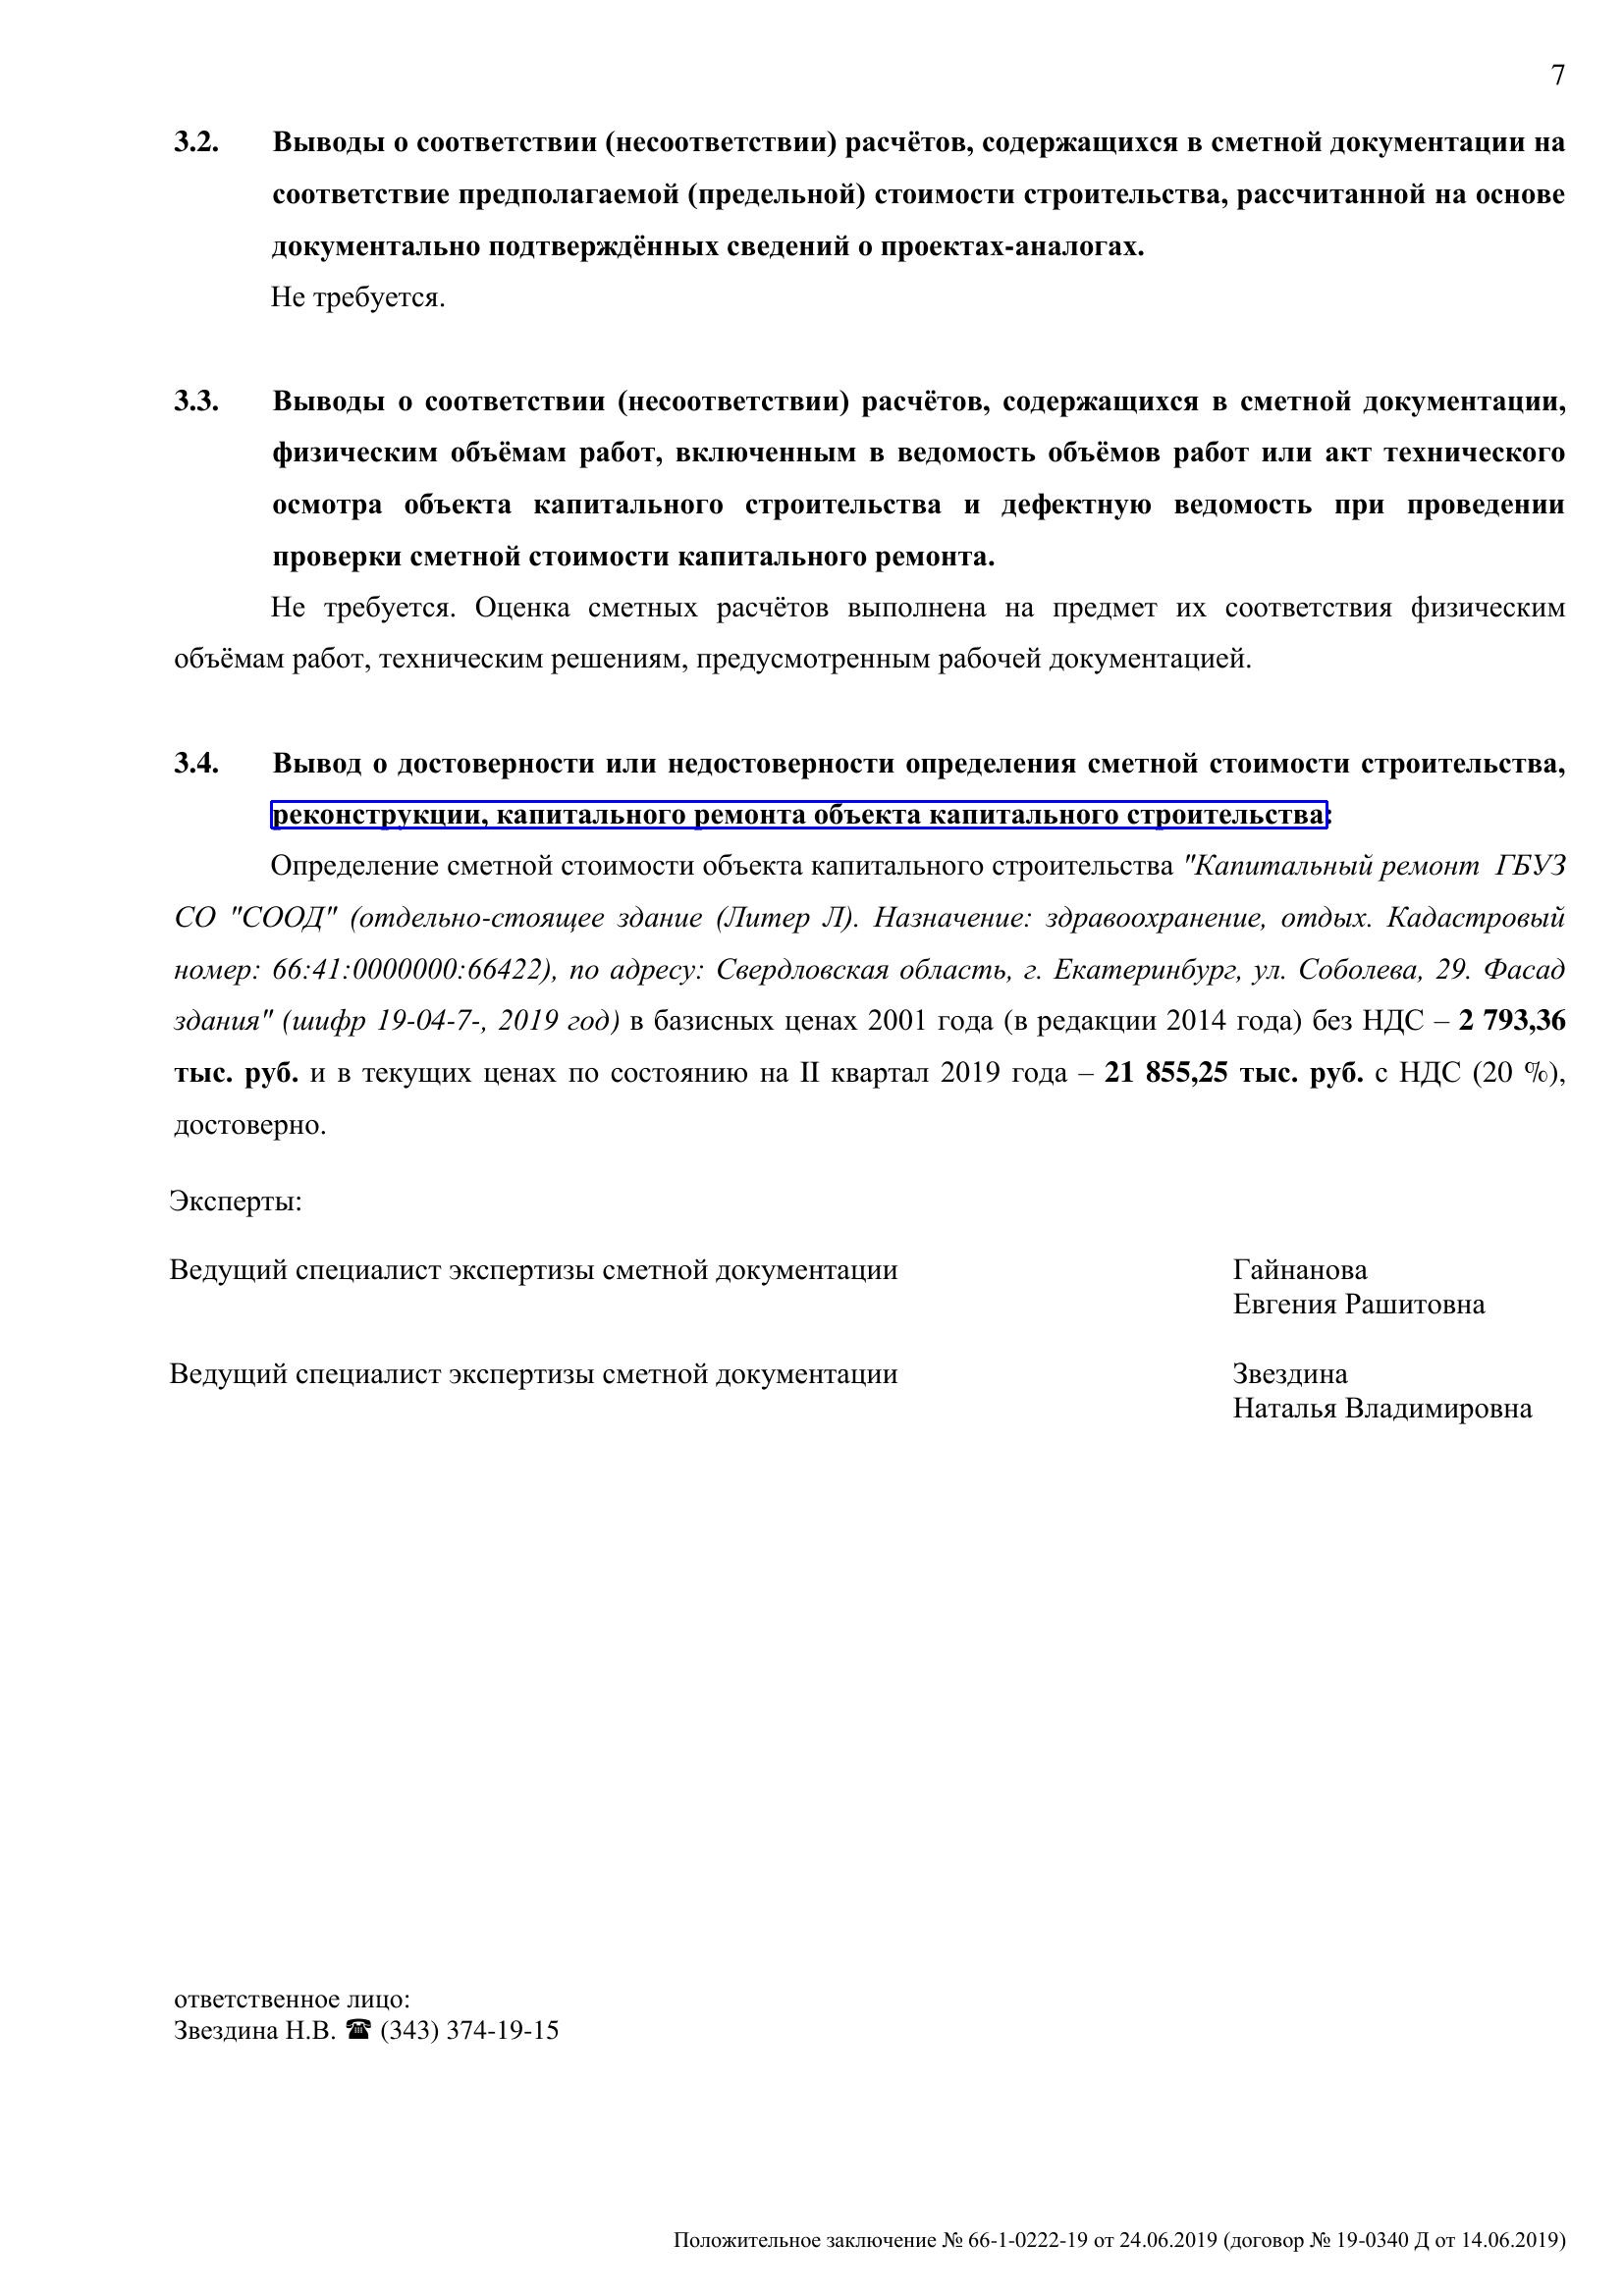 7
3.2. Выводы о соответствии (несоответствии) расчётов, содержащихся в сметной документации на
соответствие предполагаемой (предельной) стоимости строительства, рассчитанной на основе
документально подтверждённых сведений о проектах-аналогах.
Не требуется.
3.3. Выводы о соответствии (несоответствии) расчётов, содержащихся в сметной документации,
физическим объёмам работ, включенным в ведомость объёмов работ или акт технического
осмотра объекта капитального строительства и дефектную ведомость при проведении
проверки сметной стоимости капитального ремонта.
Не требуется. Оценка сметных расчётов выполнена на предмет их соответствия физическим
объёмам работ, техническим решениям, предусмотренным рабочей документацией.
3.4. Вывод о достоверности или недостоверности определения сметной стоимости строительства,
реконструкции, капитального ремонта объекта капитального строительства:
Определение сметной стоимости объекта капитального строительства "Капитальный ремонт ГБУЗ
СО "СООД" (отдельно-стоящее здание (Литер Л). Назначение: здравоохранение, отдых. Кадастровый
номер: 66:41:0000000:66422), по адресу: Свердловская область, г. Екатеринбург, ул. Соболева, 29. Фасад
здания" (шифр 19-04-7-, 2019 год) в базисных ценах 2001 года (в редакции 2014 года) без НДС – 2 793,36
тыс. руб. и в текущих ценах по состоянию на II квартал 2019 года – 21 855,25 тыс. руб. с НДС (20 %),
достоверно.
Эксперты:
Ведущий специалист экспертизы сметной документации Гайнанова
Евгения Рашитовна
Ведущий специалист экспертизы сметной документации Звездина
Наталья Владимировна
ответственное лицо:
Звездина Н.В. ☎ (343) 374-19-15
Положительное заключение № 66-1-0222-19 от 24.06.2019 (договор № 19-0340 Д от 14.06.2019)